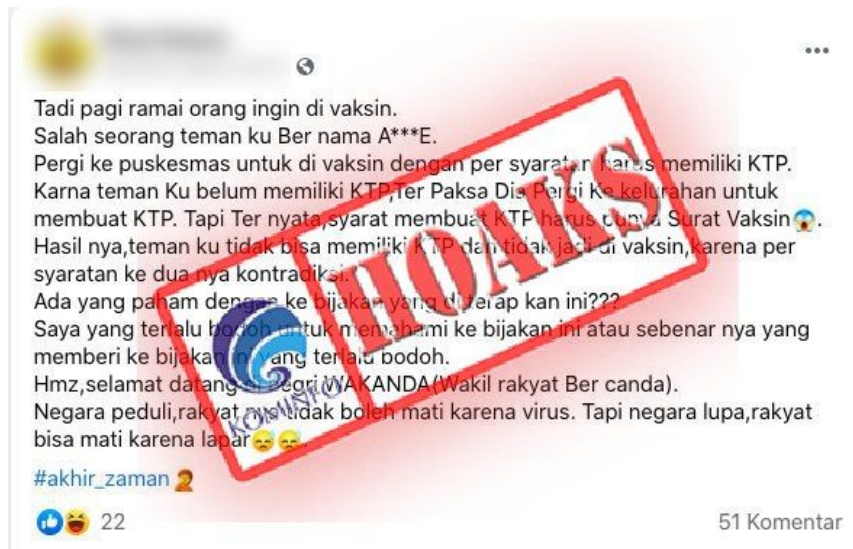 Tadi pagi ramai orang ingin di vaksin.
Salah seorang teman ku Ber nama A***E.
Pergi ke puskesmas untuk di vaksin dengan per syaratan harus memiliki KTP.
Karna teman Ku belum memiliki KTP,Ter Paksa Dia Pergi Ke kelurahan untuk
membuat KTP. Tapi Ter nyata,syarat membuat KTP harus punya Surat Vaksin😱.
Hasil nya,teman ku tidak bisa memiliki KTP dan tidak jadi di vaksin,karena per
syaratan ke dua nya kontradiksi.
Ada yang paham dengan ke bijakan yang di terap kan ini???
Saya yang terlalu bodoh untuk memahami ke bijakan ini atau sebenar nya yang
memberi ke bijakan ini yang terlalu bodoh.
Hmz,selamat datang di negri WAKANDA(Wakil rakyat Ber canda).
Negara peduli,rakyat nya tidak boleh mati karena virus. Tapi negara lupa,rakyat
bisa mati karena lapar😓😓.
#akhir_zaman 🤦
22
51 Komentar
HOAKS
KOMINFO